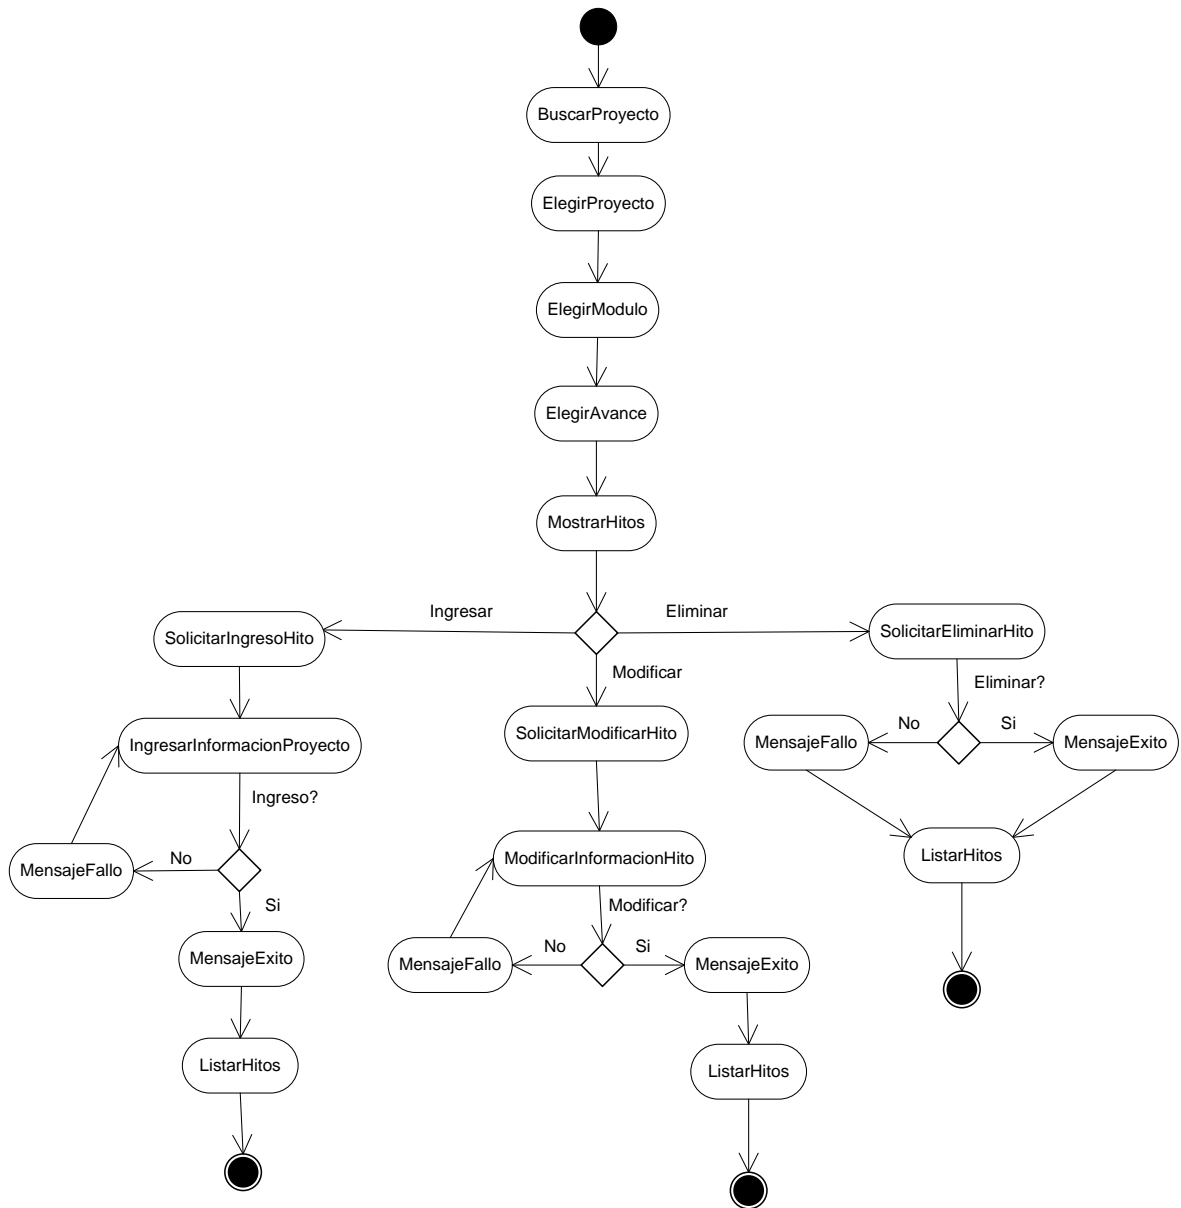 BuscarProyecto
ElegirProyecto
ElegirModulo
ElegirAvance
MostrarHitos
Ingresar
Eliminar
SolicitarIngresoHito
SolicitarEliminarHito
Modificar
Eliminar?
SolicitarModificarHito
No
Si
IngresarInformacionProyecto
MensajeFallo
MensajeExito
Ingreso?
ListarHitos
ModificarInformacionHito
No
MensajeFallo
Si
Modificar?
MensajeExito
No
Si
MensajeFallo
MensajeExito
ListarHitos
ListarHitos